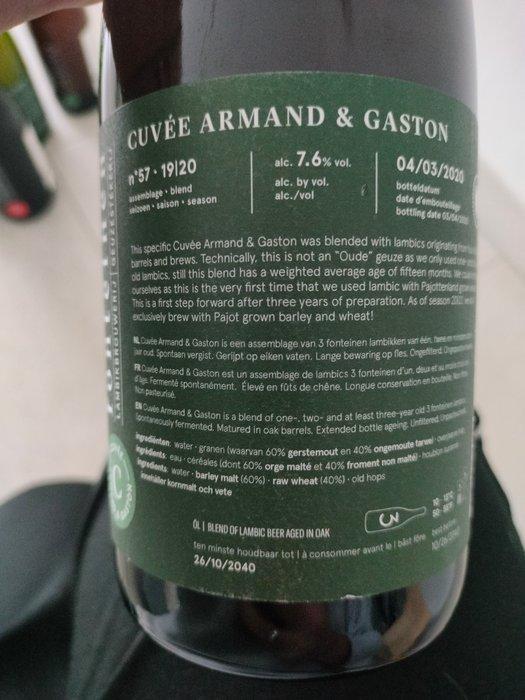 CUVÉE ARMAND & GASTON
n°57 • 19|20
assemblage • blend
seizoen • saison • season
alc. 7.6% vol.
alc. by vol.
alc./vol
04/03/2020
botteldatum
date d'embouteillage
bottling date
This specific Cuvée Armand & Gaston was blended with lambics originating
barrels and brews. Technically, this is not an "Oude" geuze as we only used one-
old lambics, still this blend has a weighted average age of fifteen months. We
ourselves as this is the very first time that we used lambic with Pajottenland
This is a first step forward after three years of preparation. As of season
exclusively brew with Pajot grown barley and wheat!
NL Cuvée Armand & Gaston is een assemblage van 3 fonteinen lambikken van één, twee en
jaar oud. Spontaan vergist. Gerijpt op eiken vaten. Lange bewaring op fles. Ongefilterd.
FR Cuvée Armand & Gaston est un assemblage de lambics 3 fonteinen d'un, deux et
d'âge. Fermenté spontanément. Élevé en fûts de chêne. Longue conservation en bouteille. Non
Non pasteurisé.
EN Cuvée Armand & Gaston is a blend of one-, two- and at least three-year old 3 fonteinen
Spontaneously fermented. Matured in oak barrels. Extended bottle ageing. Unfiltered.
ingrediënten: water • granen (waarvan 60% gerstemout en 40% ongemoute tarwe) •
ingrédients: eau • céréales (dont 60% orge malté et 40% froment non malté) • houblon
ingredients: water • barley malt (60%) • raw wheat (40%) • old hops
innehåller kornmalt och vete
ÖL | BLEND OF LAMBIC BEER AGED IN OAK
ten minste houdbaar tot | à consommer avant le | bäst före
26/10/2040
10/26/2040
LAMBIKBROUWERIJ | GEUZESTEKERIJ